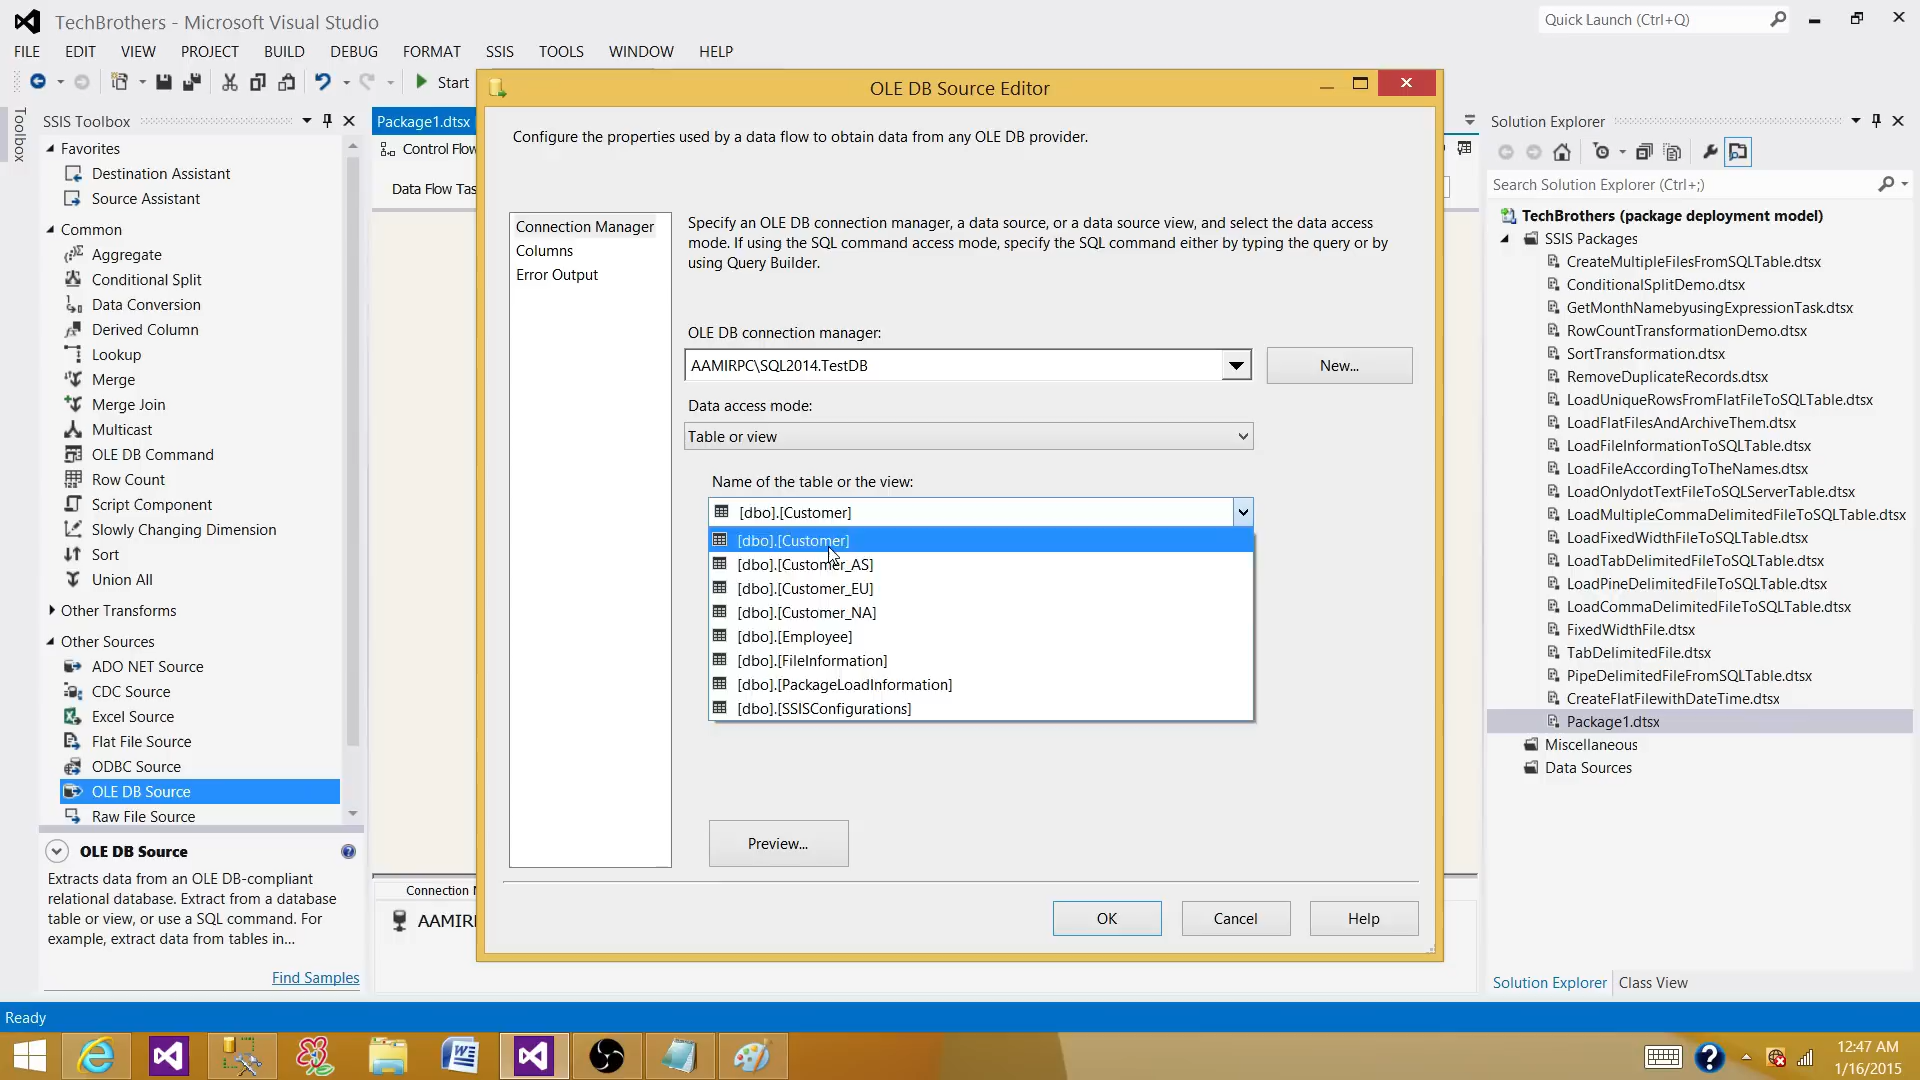 TechBrothers - Microsoft Visual Studio
Quick Launch (Ctrl+Q)
FILE EDIT VIEW PROJECT BUILD DEBUG FORMAT SSIS TOOLS WINDOW HELP
Start
Toolbox
SSIS Toolbox
Favorites
Destination Assistant
Source Assistant
Common
Aggregate
Conditional Split
Data Conversion
Derived Column
Lookup
Merge
Merge Join
Multicast
OLE DB Command
Row Count
Script Component
Slowly Changing Dimension
Sort
Union All
Other Transforms
Other Sources
ADO NET Source
CDC Source
Excel Source
Flat File Source
ODBC Source
OLE DB Source
Raw File Source
OLE DB Source
Extracts data from an OLE DB-compliant
relational database. Extract from a database
table or view, or use a SQL command. For
example, extract data from tables in...
Find Samples
Package1.dtsx
Control Flow
Data Flow Tas
Connection
AAMIR
OLE DB Source Editor
Configure the properties used by a data flow to obtain data from any OLE DB provider.
Connection Manager
Columns
Error Output
Specify an OLE DB connection manager, a data source, or a data source view, and select the data access
mode. If using the SQL command access mode, specify the SQL command either by typing the query or by
using Query Builder.
OLE DB connection manager:
AAMIRPC\SQL2014.TestDB
New...
Data access mode:
Table or view
Name of the table or the view:
[dbo].[Customer]
[dbo].[Customer]
[dbo].[Customer_AS]
[dbo].[Customer_EU]
[dbo].[Customer_NA]
[dbo].[Employee]
[dbo].[FileInformation]
[dbo].[PackageLoadInformation]
[dbo].[SSISConfigurations]
Preview...
OK Cancel Help
Solution Explorer
Search Solution Explorer (Ctrl+;)
TechBrothers (package deployment model)
SSIS Packages
CreateMultipleFilesFromSQLTable.dtsx
ConditionalSplitDemo.dtsx
GetMonthNamebyusingExpressionTask.dtsx
RowCountTransformationDemo.dtsx
SortTransformation.dtsx
RemoveDuplicateRecords.dtsx
LoadUniqueRowsFromFlatFileToSQLTable.dtsx
LoadFlatFilesAndArchiveThem.dtsx
LoadFileInformationToSQLTable.dtsx
LoadFileAccordingToTheNames.dtsx
LoadOnlydotTextFileToSQLServerTable.dtsx
LoadMultipleCommaDelimitedFileToSQLTable.dtsx
LoadFixedWidthFileToSQLTable.dtsx
LoadTabDelimitedFileToSQLTable.dtsx
LoadPineDelimitedFileToSQLTable.dtsx
LoadCommaDelimitedFileToSQLTable.dtsx
FixedWidthFile.dtsx
TabDelimitedFile.dtsx
PipeDelimitedFileFromSQLTable.dtsx
CreateFlatFilewithDateTime.dtsx
Package1.dtsx
Miscellaneous
Data Sources
Solution Explorer Class View
Ready
12:47 AM
1/16/2015